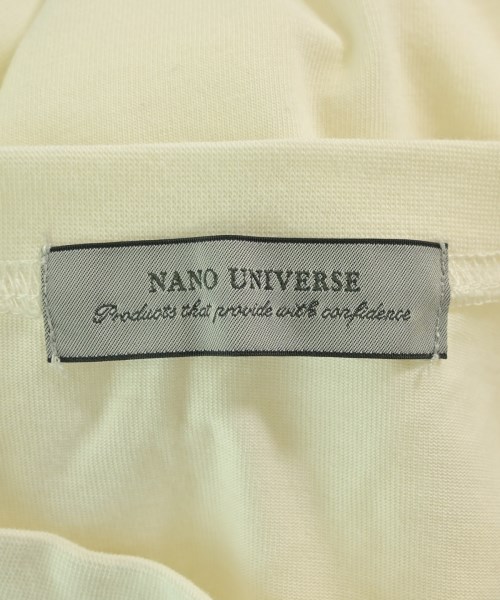 NANO UNIVERSE
Products that provide with confidence